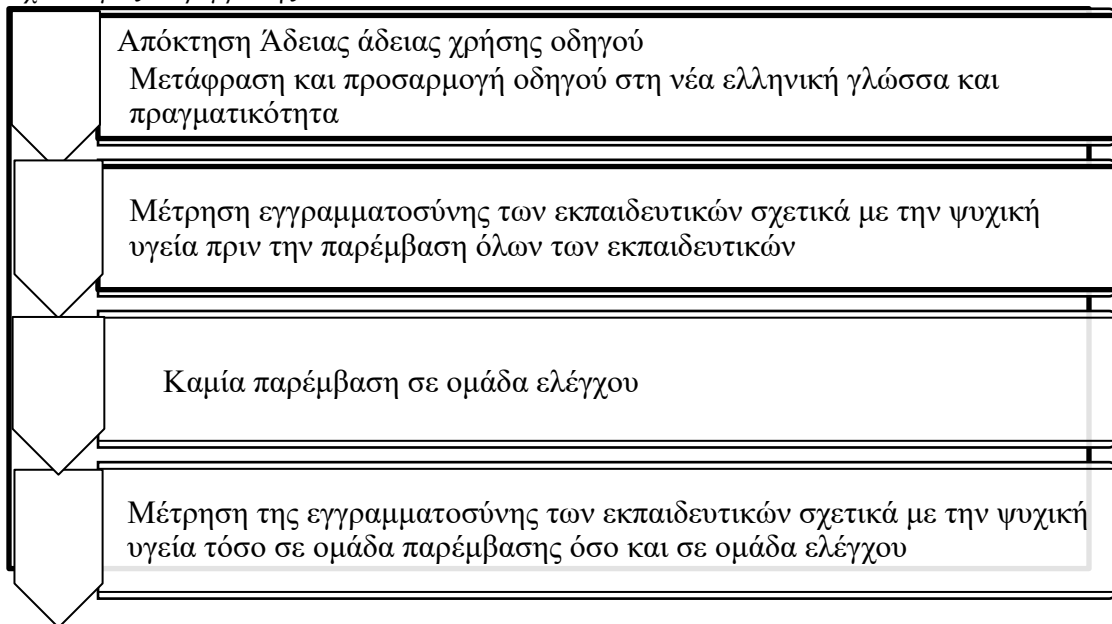 Απόκτηση Άδειας άδειας χρήσης οδηγού
Μετάφραση και προσαρμογή οδηγού στη νέα ελληνική γλώσσα και
πραγματικότητα
Μέτρηση εγγραμματοσύνης των εκπαιδευτικών σχετικά με την ψυχική
υγεία πριν την παρέμβαση όλων των εκπαιδευτικών
Καμία παρέμβαση σε ομάδα ελέγχου
Μέτρηση της εγγραμματοσύνης των εκπαιδευτικών σχετικά με την ψυχική
υγεία τόσο σε ομάδα παρέμβασης όσο και σε ομάδα ελέγχου